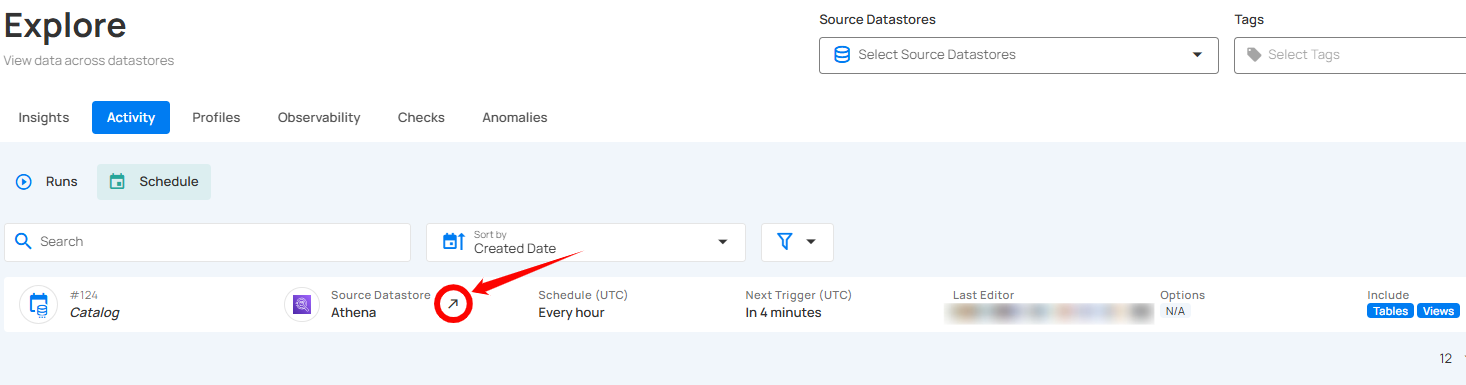 Explore
View data across datastores
Source Datastores
Select Source Datastores
Tags
Select Tags
Insights Activity Profiles Observability Checks Anomalies
Runs Schedule
Search
Sort by
Created Date
#124
Catalog
Source Datastore
Athena
Schedule (UTC)
Every hour
Next Trigger (UTC)
In 4 minutes
Last Editor
Options
N/A
Include
Tables Views
12